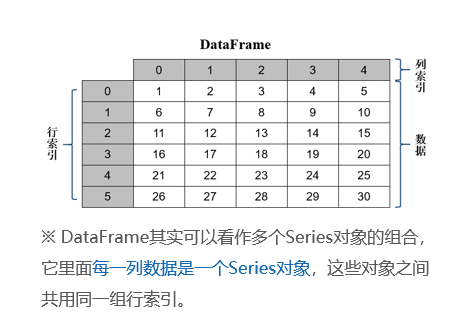 DataFrame
0 1 2 3 4
列索引
0 1 2 3 4 5
1 6 7 8 9 10
2 11 12 13 14 15
3 16 17 18 19 20
4 21 22 23 24 25
5 26 27 28 29 30
行索引
数据
※ DataFrame其实可以看作多个Series对象的组合，
它里面每一列数据是一个Series对象，这些对象之间
共用同一组行索引。